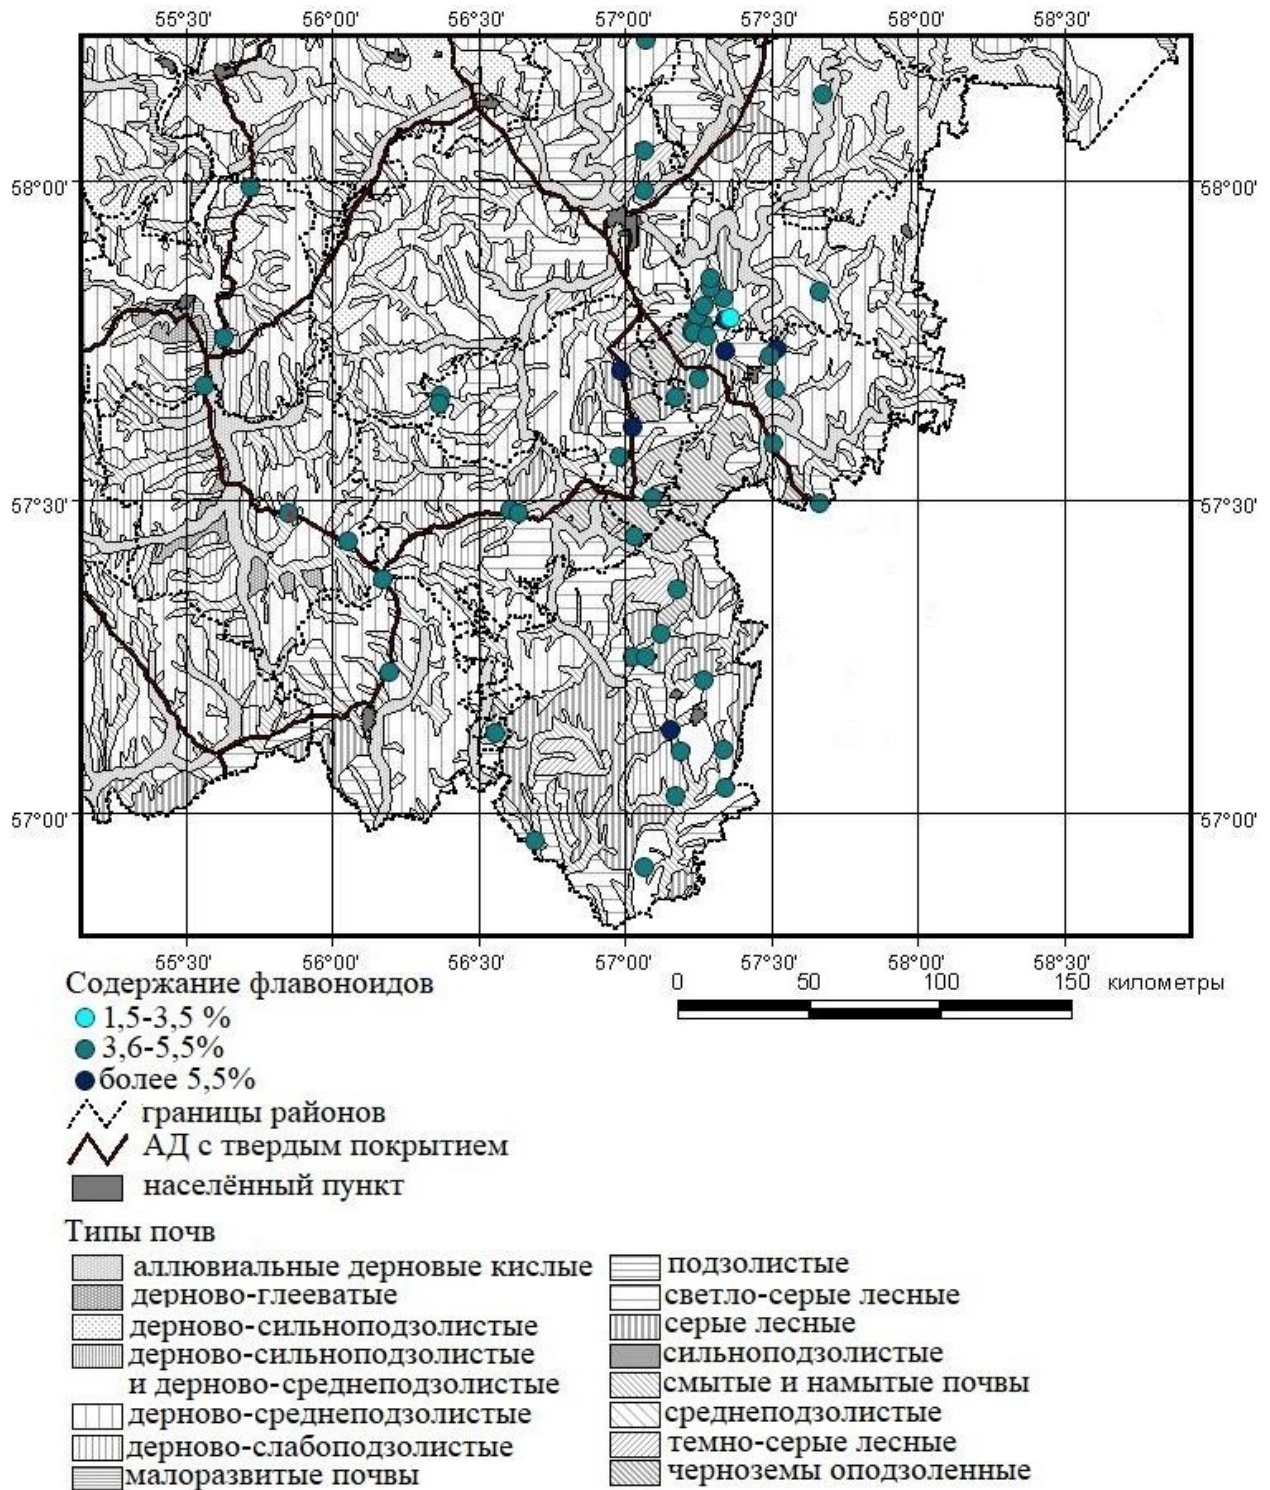 55°30' 56°00' 56°30' 57°00' 57°30' 58°00' 58°30'
58°00' 58°00'
57°30' 57°30'
57°00' 57°00'
55°30' 56°00' 56°30' 57°00' 57°30' 58°00' 58°30'
0 50 100 150 километры
Содержание флавоноидов
1,5-3,5 %
3,6-5,5%
более 5,5%
границы районов
АД с твердым покрытием
населённый пункт
Типы почв
аллювиальные дерновые кислые
дерново-глееватые
дерново-сильноподзолистые
дерново-сильноподзолистые
и дерново-среднеподзолистые
дерново-среднеподзолистые
дерново-слабоподзолистые
малоразвитые почвы
подзолистые
светло-серые лесные
серые лесные
сильноподзолистые
смытые и намытые почвы
среднеподзолистые
темно-серые лесные
черноземы оподзоленные